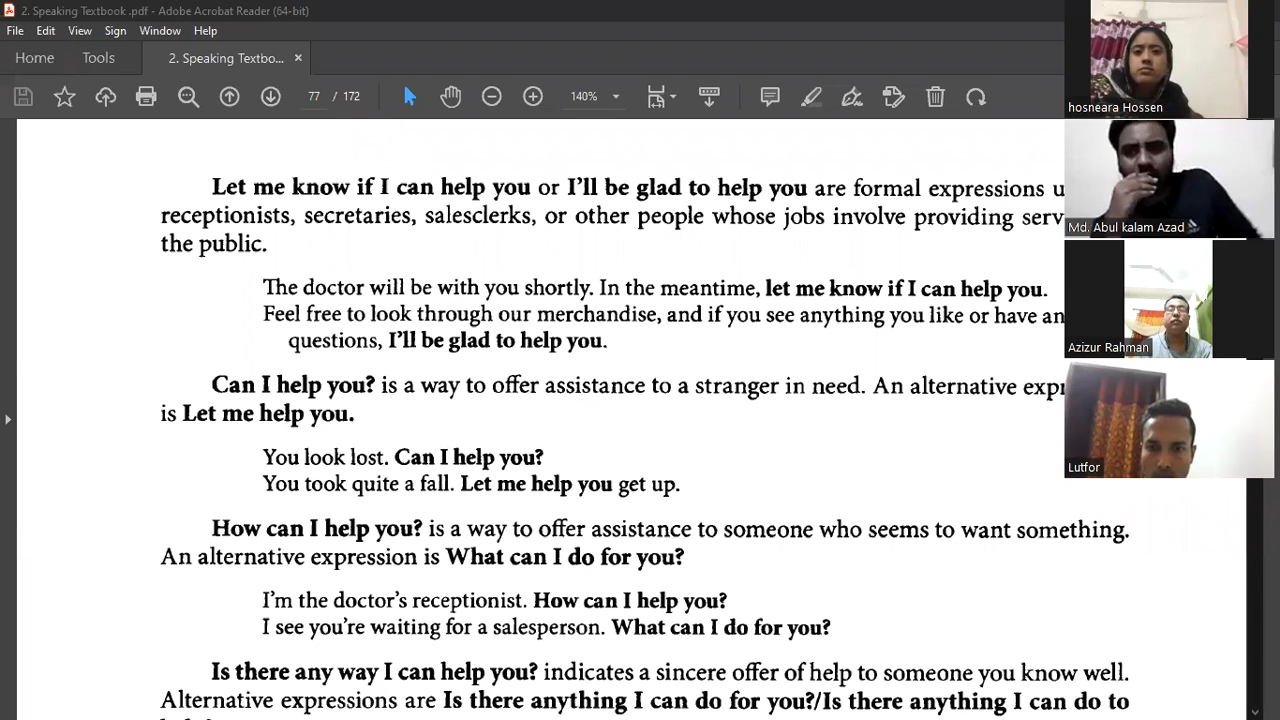 2. Speaking Textbook .pdf - Adobe Acrobat Reader (64-bit)
File Edit View Sign Window Help
Home Tools 2. Speaking Textbo... ×
77 / 172 140%
Let me know if I can help you or I'll be glad to help you are formal expressions u
receptionists, secretaries, salesclerks, or other people whose jobs involve providing serv
the public.
The doctor will be with you shortly. In the meantime, let me know if I can help you.
Feel free to look through our merchandise, and if you see anything you like or have an
questions, I'll be glad to help you.
Can I help you? is a way to offer assistance to a stranger in need. An alternative expr
is Let me help you.
You look lost. Can I help you?
You took quite a fall. Let me help you get up.
How can I help you? is a way to offer assistance to someone who seems to want something.
An alternative expression is What can I do for you?
I'm the doctor's receptionist. How can I help you?
I see you're waiting for a salesperson. What can I do for you?
Is there any way I can help you? indicates a sincere offer of help to someone you know well.
Alternative expressions are Is there anything I can do for you?/Is there anything I can do to
hosneara Hossen
Md. Abul kalam Azad
Azizur Rahman
Lutfor